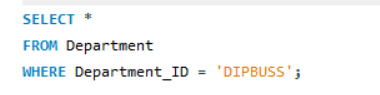 SELECT *
FROM Department
WHERE Department_ID = 'DIPBUSS';